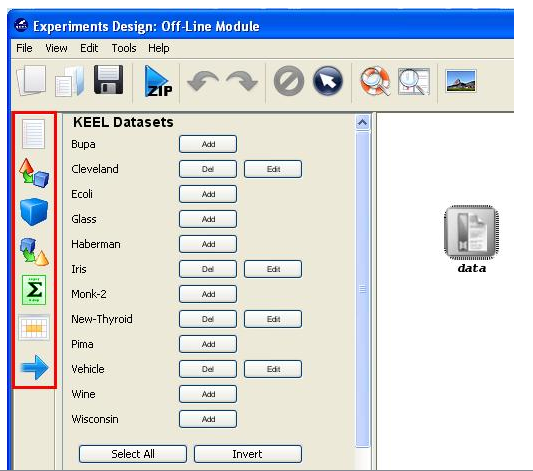 Experiments Design: Off-Line Module
File View Edit Tools Help
ZIP
KEEL Datasets
Bupa Add
Cleveland Del Edit
Ecoli Add
Glass Add
Haberman Add
Iris Del Edit
Monk-2 Add
New-Thyroid Del Edit
Pima Add
Vehicle Del Edit
Wine Add
Wisconsin Add
Select All Invert
data